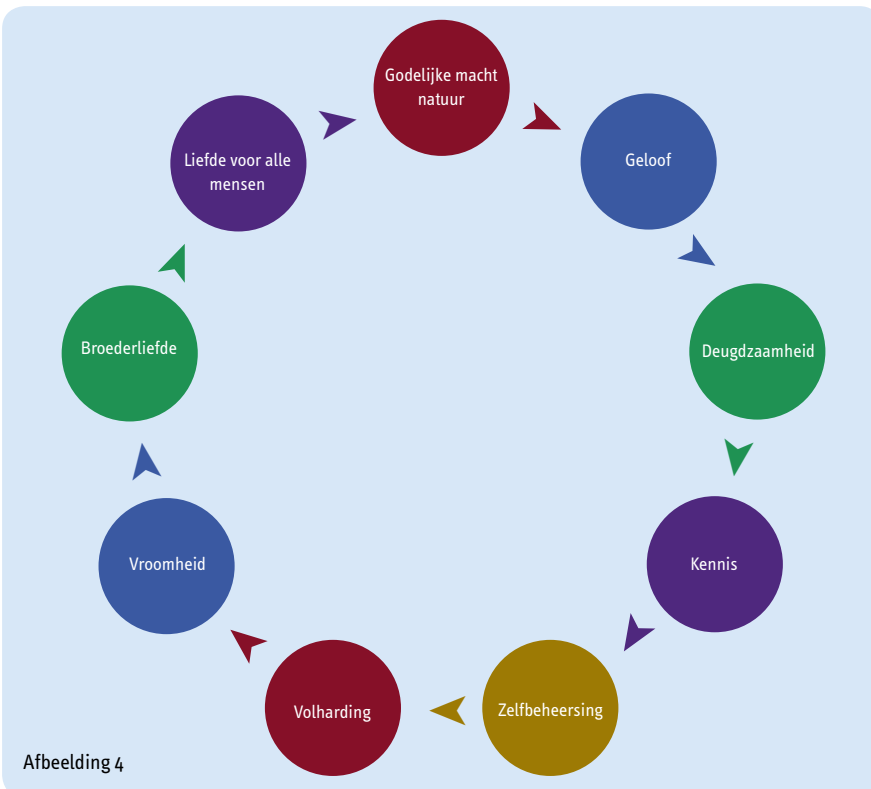 Godelijke macht
natuur
Geloof
Deugdzaamheid
Kennis
Zelfbeheersing
Volharding
Vroomheid
Broederliefde
Liefde voor alle
mensen
Afbeelding 4